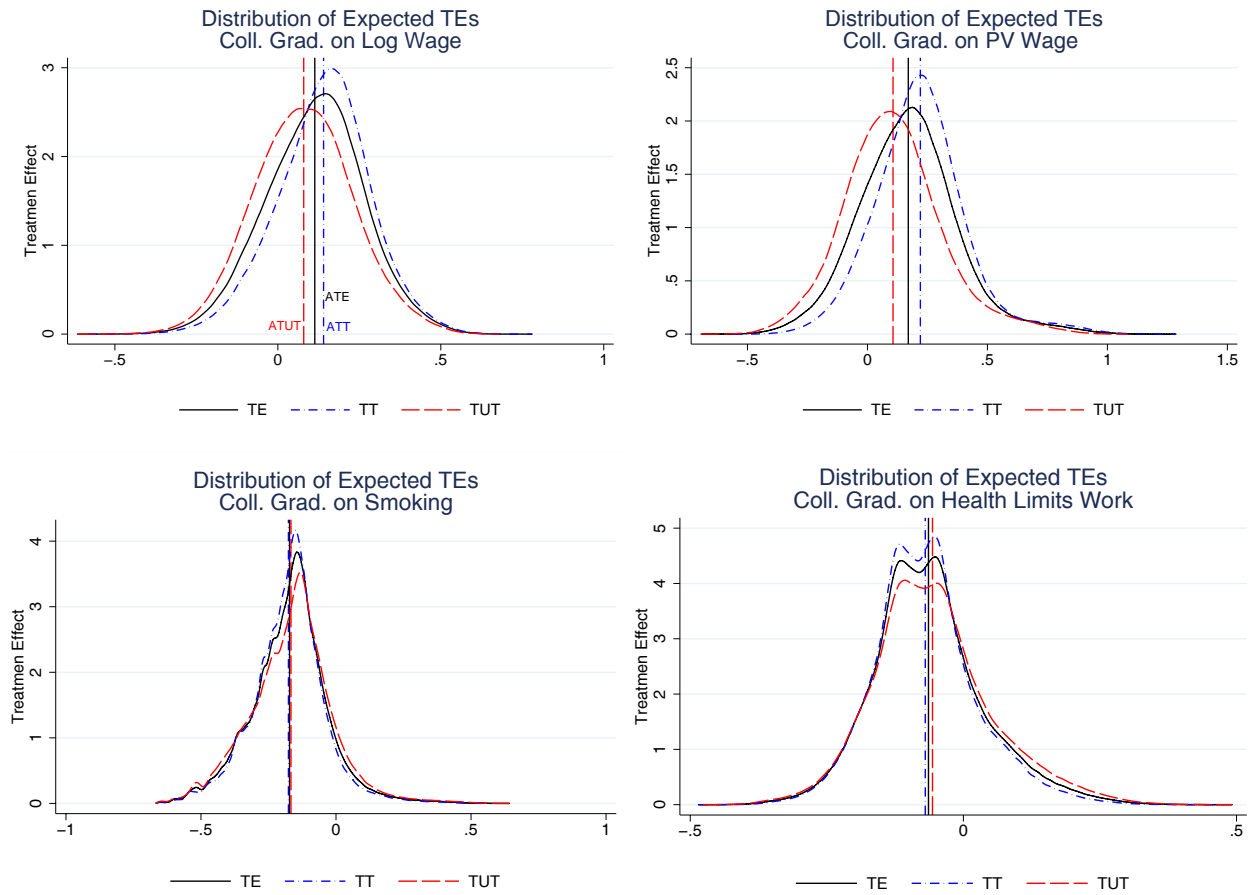 Distribution of Expected TEs
Coll. Grad. on Log Wage
Treatmen Effect
3
2
1
0
ATE
ATUT
ATT
-.5
0
.5
1
TE
TT
TUT
Distribution of Expected TEs
Coll. Grad. on PV Wage
Treatmen Effect
2.5
2
1.5
1
.5
0
-.5
0
.5
1
1.5
TE
TT
TUT
Distribution of Expected TEs
Coll. Grad. on Smoking
Treatmen Effect
4
3
2
1
0
-1
-.5
0
.5
1
TE
TT
TUT
Distribution of Expected TEs
Coll. Grad. on Health Limits Work
Treatmen Effect
5
4
3
2
1
0
-.5
0
.5
TE
TT
TUT